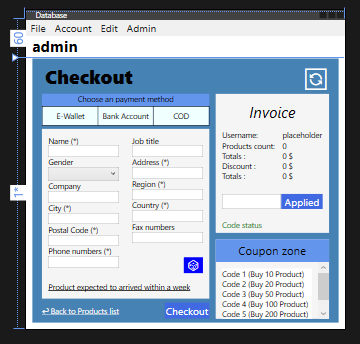 Database
60
File Account Edit Admin
admin
Checkout
Choose an payment method
E-Wallet Bank Account COD
Name (*) Job title
Gender Address (*)
Company Region (*)
City (*) Country (*)
Postal Code (*) Fax numbers
Phone numbers (*)
Product expected to arrived within a week
Back to Products list
Checkout
1*
Invoice
Username: placeholder
Products count: 0
Totals : 0 $
Discount : 0 $
Totals : 0 $
Applied
Code status
Coupon zone
Code 1 (Buy 10 Product)
Code 2 (Buy 20 Product)
Code 3 (Buy 50 Product)
Code 4 (Buy 100 Product)
Code 5 (Buy 200 Product)